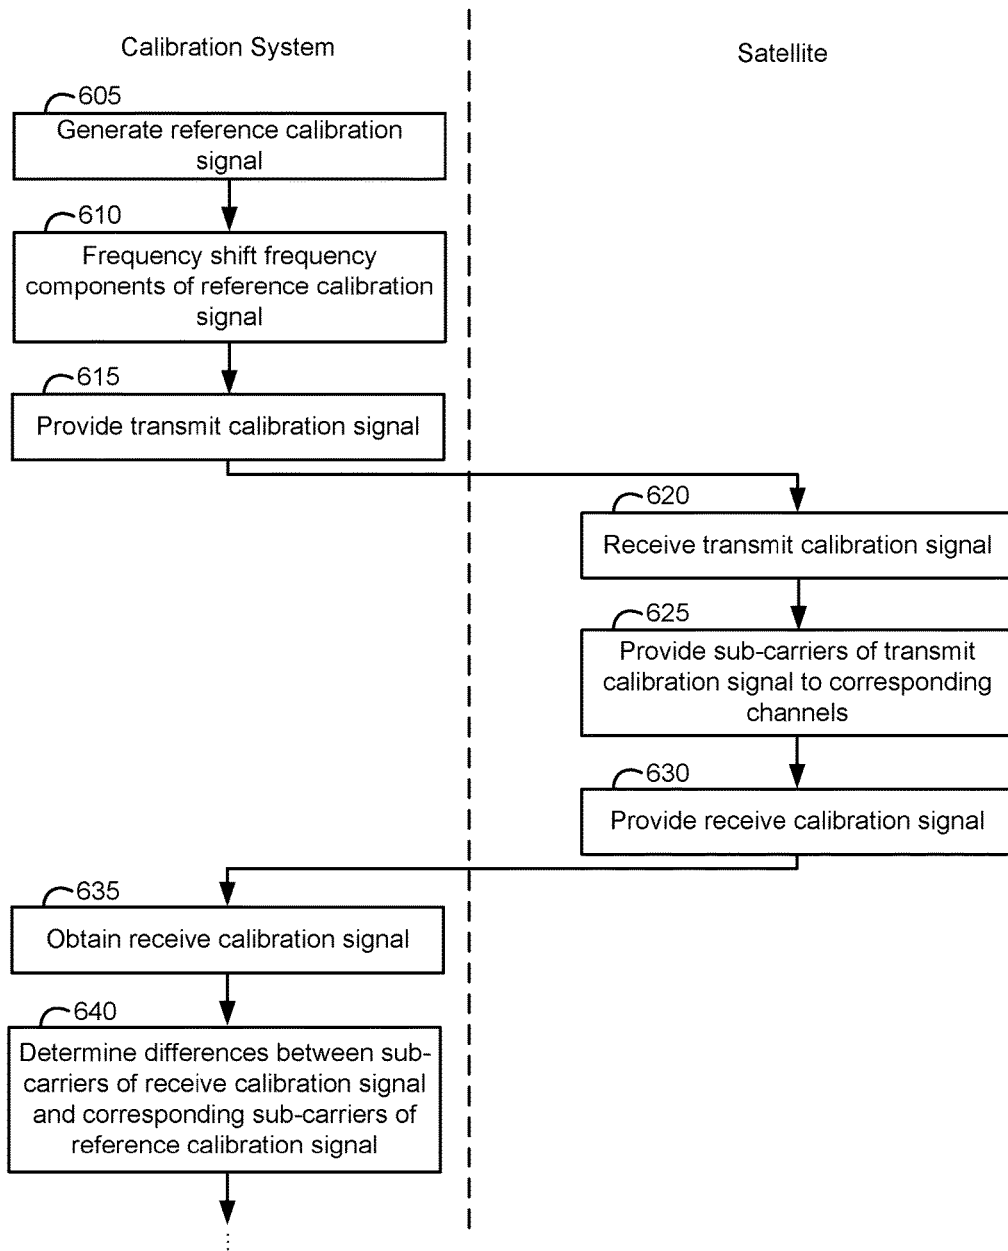 Calibration System
Satellite
605
Generate reference calibration
signal
610
Frequency shift frequency
components of reference calibration
signal
615
Provide transmit calibration signal
620
Receive transmit calibration signal
625
Provide sub-carriers of transmit
calibration signal to corresponding
channels
630
Provide receive calibration signal
635
Obtain receive calibration signal
640
Determine differences between sub-
carriers of receive calibration signal
and corresponding sub-carriers of
reference calibration signal